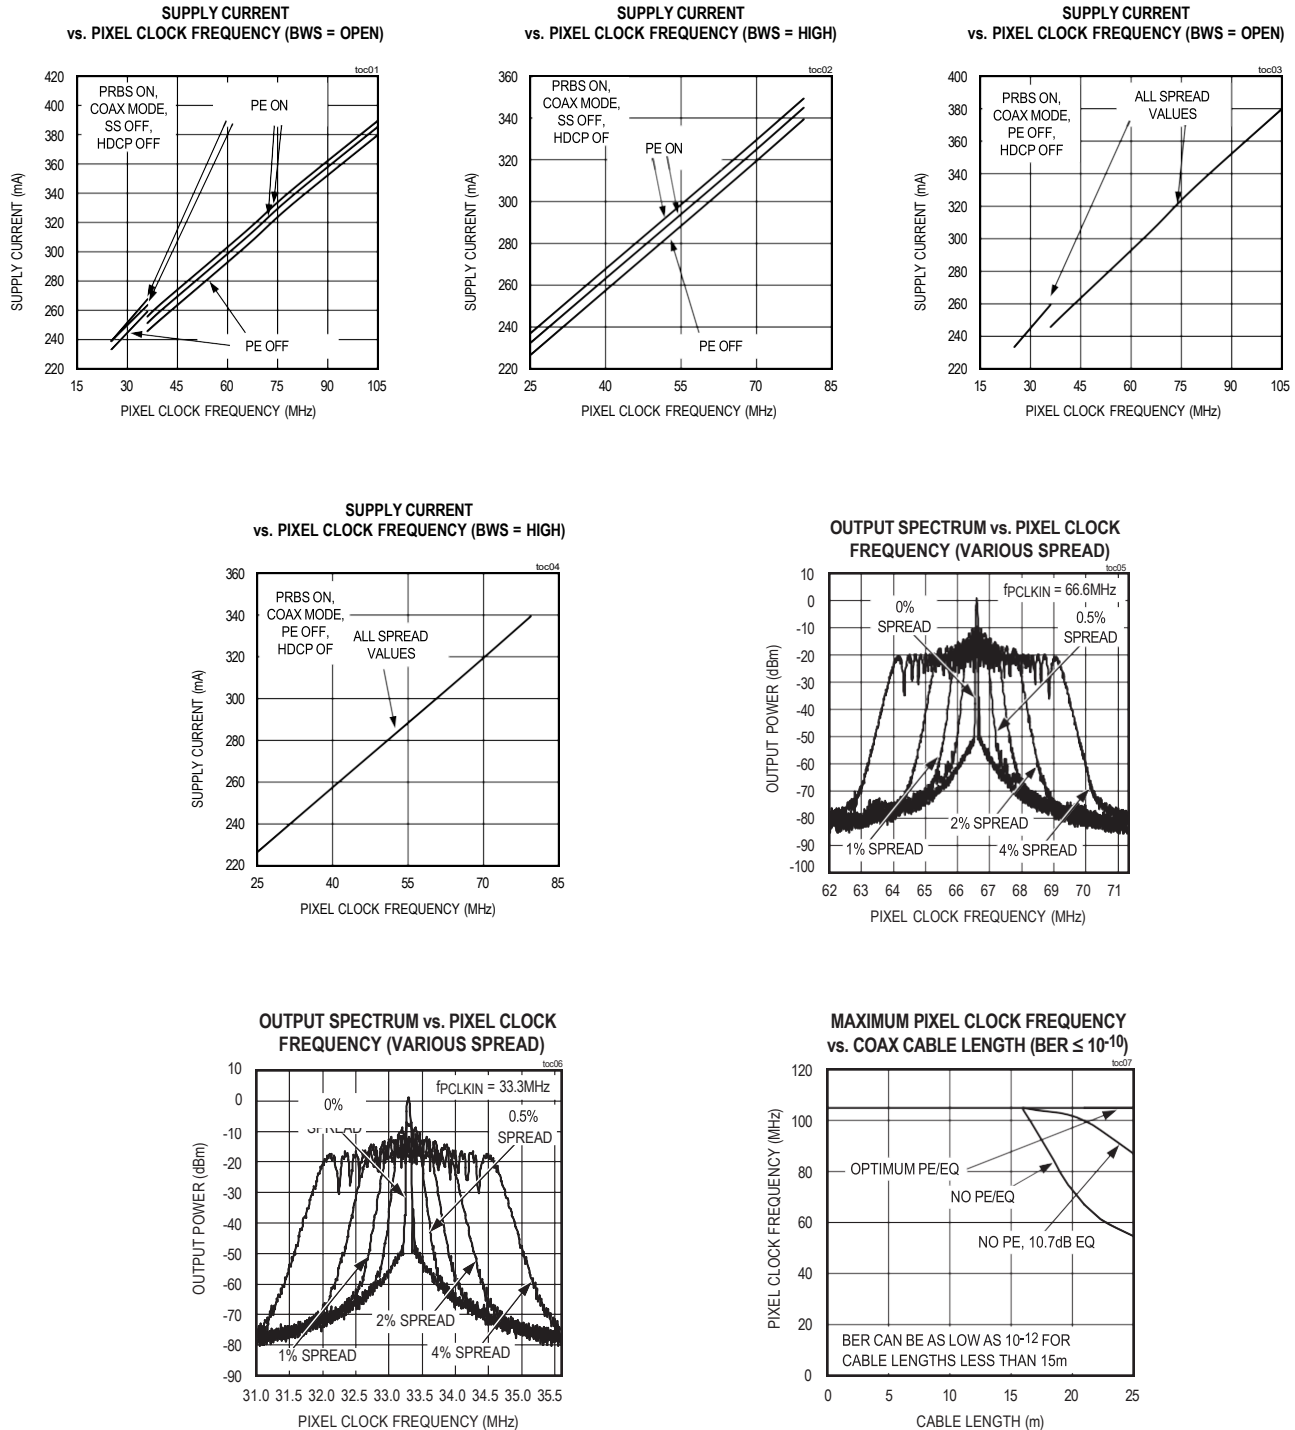 SUPPLY CURRENT
vs. PIXEL CLOCK FREQUENCY (BWS = OPEN)
toc01
420
400
380
360
340
320
300
280
260
240
220
SUPPLY CURRENT (mA)
PRBS ON,
COAX MODE,
SS OFF,
HDCP OFF
PE ON
PE OFF
15 30 45 60 75 90 105
PIXEL CLOCK FREQUENCY (MHz)
SUPPLY CURRENT
vs. PIXEL CLOCK FREQUENCY (BWS = HIGH)
toc02
360
340
320
300
280
260
240
220
SUPPLY CURRENT (mA)
PRBS ON,
COAX MODE,
SS OFF,
HDCP OF
PE ON
PE OFF
25 40 55 70 85
PIXEL CLOCK FREQUENCY (MHz)
SUPPLY CURRENT
vs. PIXEL CLOCK FREQUENCY (BWS = OPEN)
toc03
400
380
360
340
320
300
280
260
240
220
SUPPLY CURRENT (mA)
PRBS ON,
COAX MODE,
PE OFF,
HDCP OFF
ALL SPREAD
VALUES
15 30 45 60 75 90 105
PIXEL CLOCK FREQUENCY (MHz)
SUPPLY CURRENT
vs. PIXEL CLOCK FREQUENCY (BWS = HIGH)
toc04
360
340
320
300
280
260
240
220
SUPPLY CURRENT (mA)
PRBS ON,
COAX MODE,
PE OFF,
HDCP OF
ALL SPREAD
VALUES
25 40 55 70 85
PIXEL CLOCK FREQUENCY (MHz)
OUTPUT SPECTRUM vs. PIXEL CLOCK
FREQUENCY (VARIOUS SPREAD)
toc05
10
0
-10
-20
-30
-40
-50
-60
-70
-80
-90
-100
OUTPUT POWER (dBm)
fPCLKIN = 66.6MHz
0%
SPREAD
0.5%
SPREAD
2% SPREAD
1% SPREAD
4% SPREAD
62 63 64 65 66 67 68 69 70 71
PIXEL CLOCK FREQUENCY (MHz)
OUTPUT SPECTRUM vs. PIXEL CLOCK
FREQUENCY (VARIOUS SPREAD)
toc06
10
0
-10
-20
-30
-40
-50
-60
-70
-80
-90
OUTPUT POWER (dBm)
fPCLKIN = 33.3MHz
0%
SPREAD
0.5%
SPREAD
2% SPREAD
1% SPREAD
4% SPREAD
31.0 31.5 32.0 32.5 33.0 33.5 34.0 34.5 35.0 35.5
PIXEL CLOCK FREQUENCY (MHz)
MAXIMUM PIXEL CLOCK FREQUENCY
vs. COAX CABLE LENGTH (BER ≤ 10-10)
toc07
120
100
80
60
40
20
0
PIXEL CLOCK FREQUENCY (MHz)
OPTIMUM PE/EQ
NO PE/EQ
NO PE, 10.7dB EQ
BER CAN BE AS LOW AS 10-12 FOR
CABLE LENGTHS LESS THAN 15m
0 5 10 15 20 25
CABLE LENGTH (m)